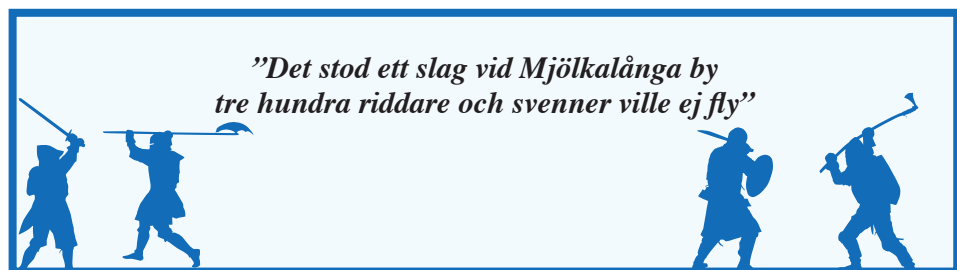 ”Det stod ett slag vid Mjölkalånga by
tre hundra riddare och svenner ville ej fly”